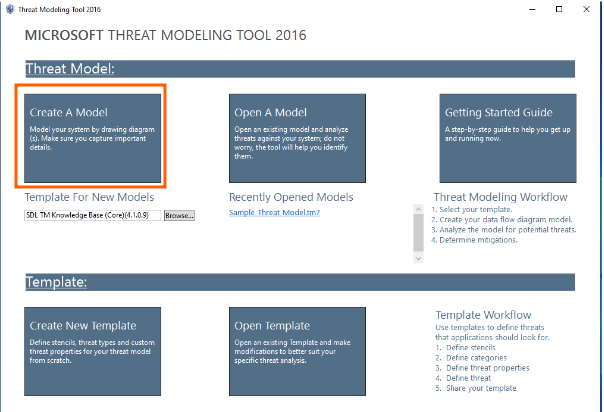 Threat Modeling Tool 2016
MICROSOFT THREAT MODELING TOOL 2016
Threat Model:
Create A Model
Model your system by drawing diagram
(s). Make sure you capture important
details.
Open A Model
Open an existing model and analyze
threats against your system; do not
worry, the tool will help you identify
them.
Getting Started Guide
A step-by-step guide to help you get up
and running now.
Template For New Models
SDL TM Knowledge Base (Core)(4.1.0.9)
Browse...
Recently Opened Models
Sample Threat Model.tm7
Threat Modeling Workflow
1. Select your template.
2. Create your data flow diagram model.
3. Analyze the model for potential threats.
4. Determine mitigations.
Template:
Create New Template
Define stencils, threat types and custom
threat properties for your threat model
from scratch.
Open Template
Open an existing Template and make
modifications to better suit your
specific threat analysis.
Template Workflow
Use templates to define threats
that applications should look for.
1. Define stencils
2. Define categories
3. Define threat properties
4. Define threat
5. Share your template